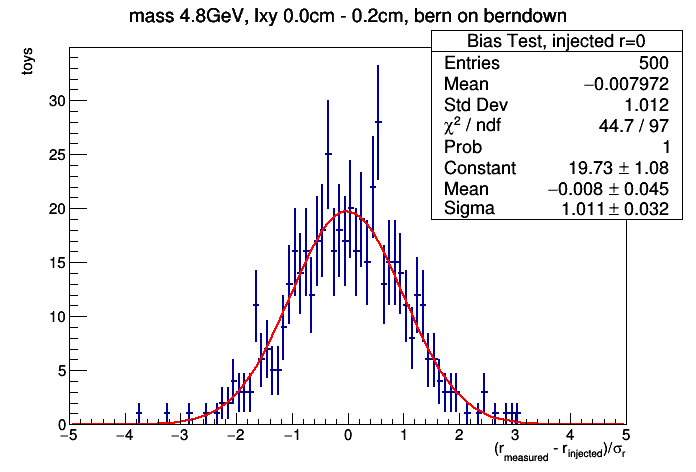 mass 4.8GeV, lxy 0.0cm - 0.2cm, bern on berndown
toys
Bias Test, injected r=0
Entries 500
Mean −0.007972
Std Dev 1.012
χ² / ndf 44.7 / 97
Prob 1
Constant 19.73 ± 1.08
Mean −0.008 ± 0.045
Sigma 1.011 ± 0.032
30
25
20
15
10
5
0
−5 −4 −3 −2 −1 0 1 2 3 4 5
(r_measured - r_injected)/σ_r